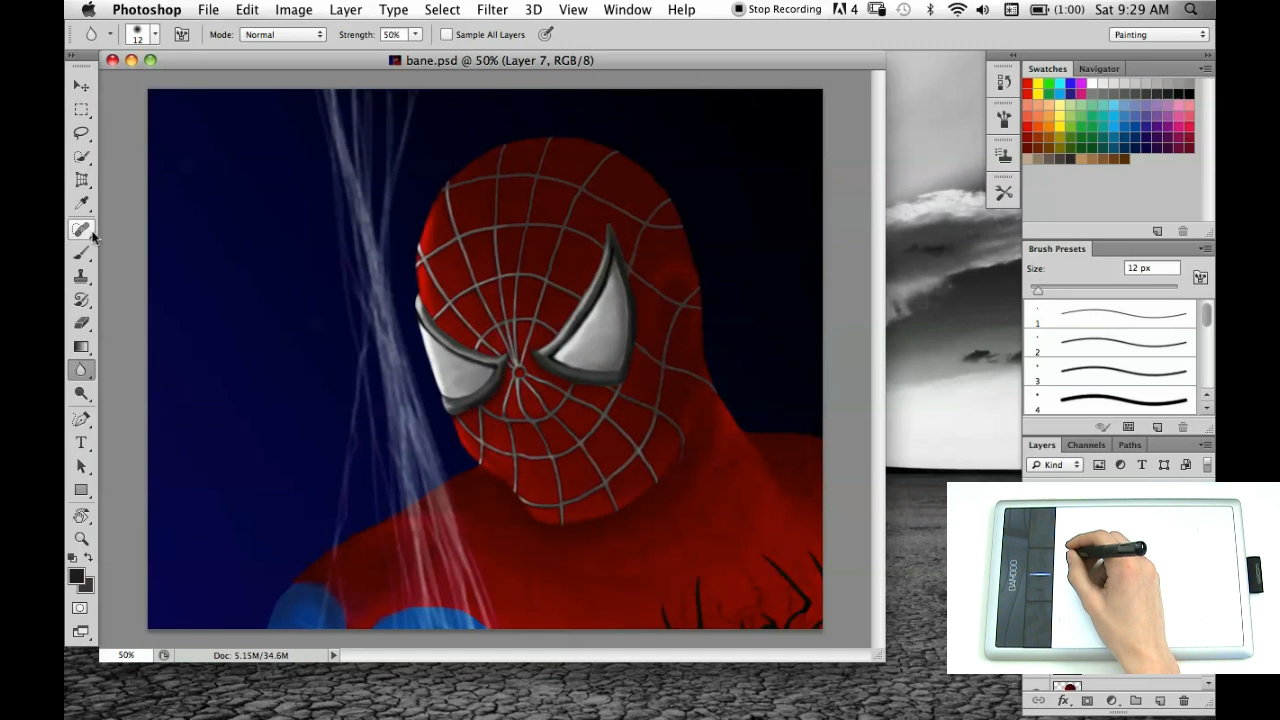 Photoshop File Edit Image Layer Type Select Filter 3D View Window Help Stop Recording 4 (1:00) Sat 9:29 AM
12 Mode: Normal Strength: 50% Sample All Layers Painting
bane.psd @ 50% (Layer 7, RGB/8)
Swatches Navigator
Brush Presets
Size: 12 px
1
2
3
4
Layers Channels Paths
Kind
BAMBOO
50% Doc: 5.15M/34.6M
fx